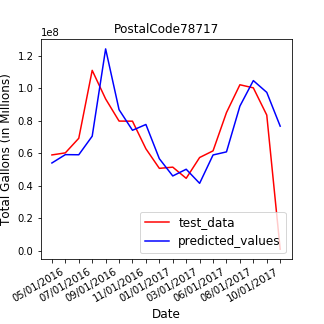 PostalCode78717
1e8
Total Gallons (in Millions)
1.2
1.0
0.8
0.6
0.4
0.2
0.0
test_data
predicted_values
05/01/2016
07/01/2016
09/01/2016
11/01/2016
01/01/2017
03/01/2017
06/01/2017
08/01/2017
10/01/2017
Date